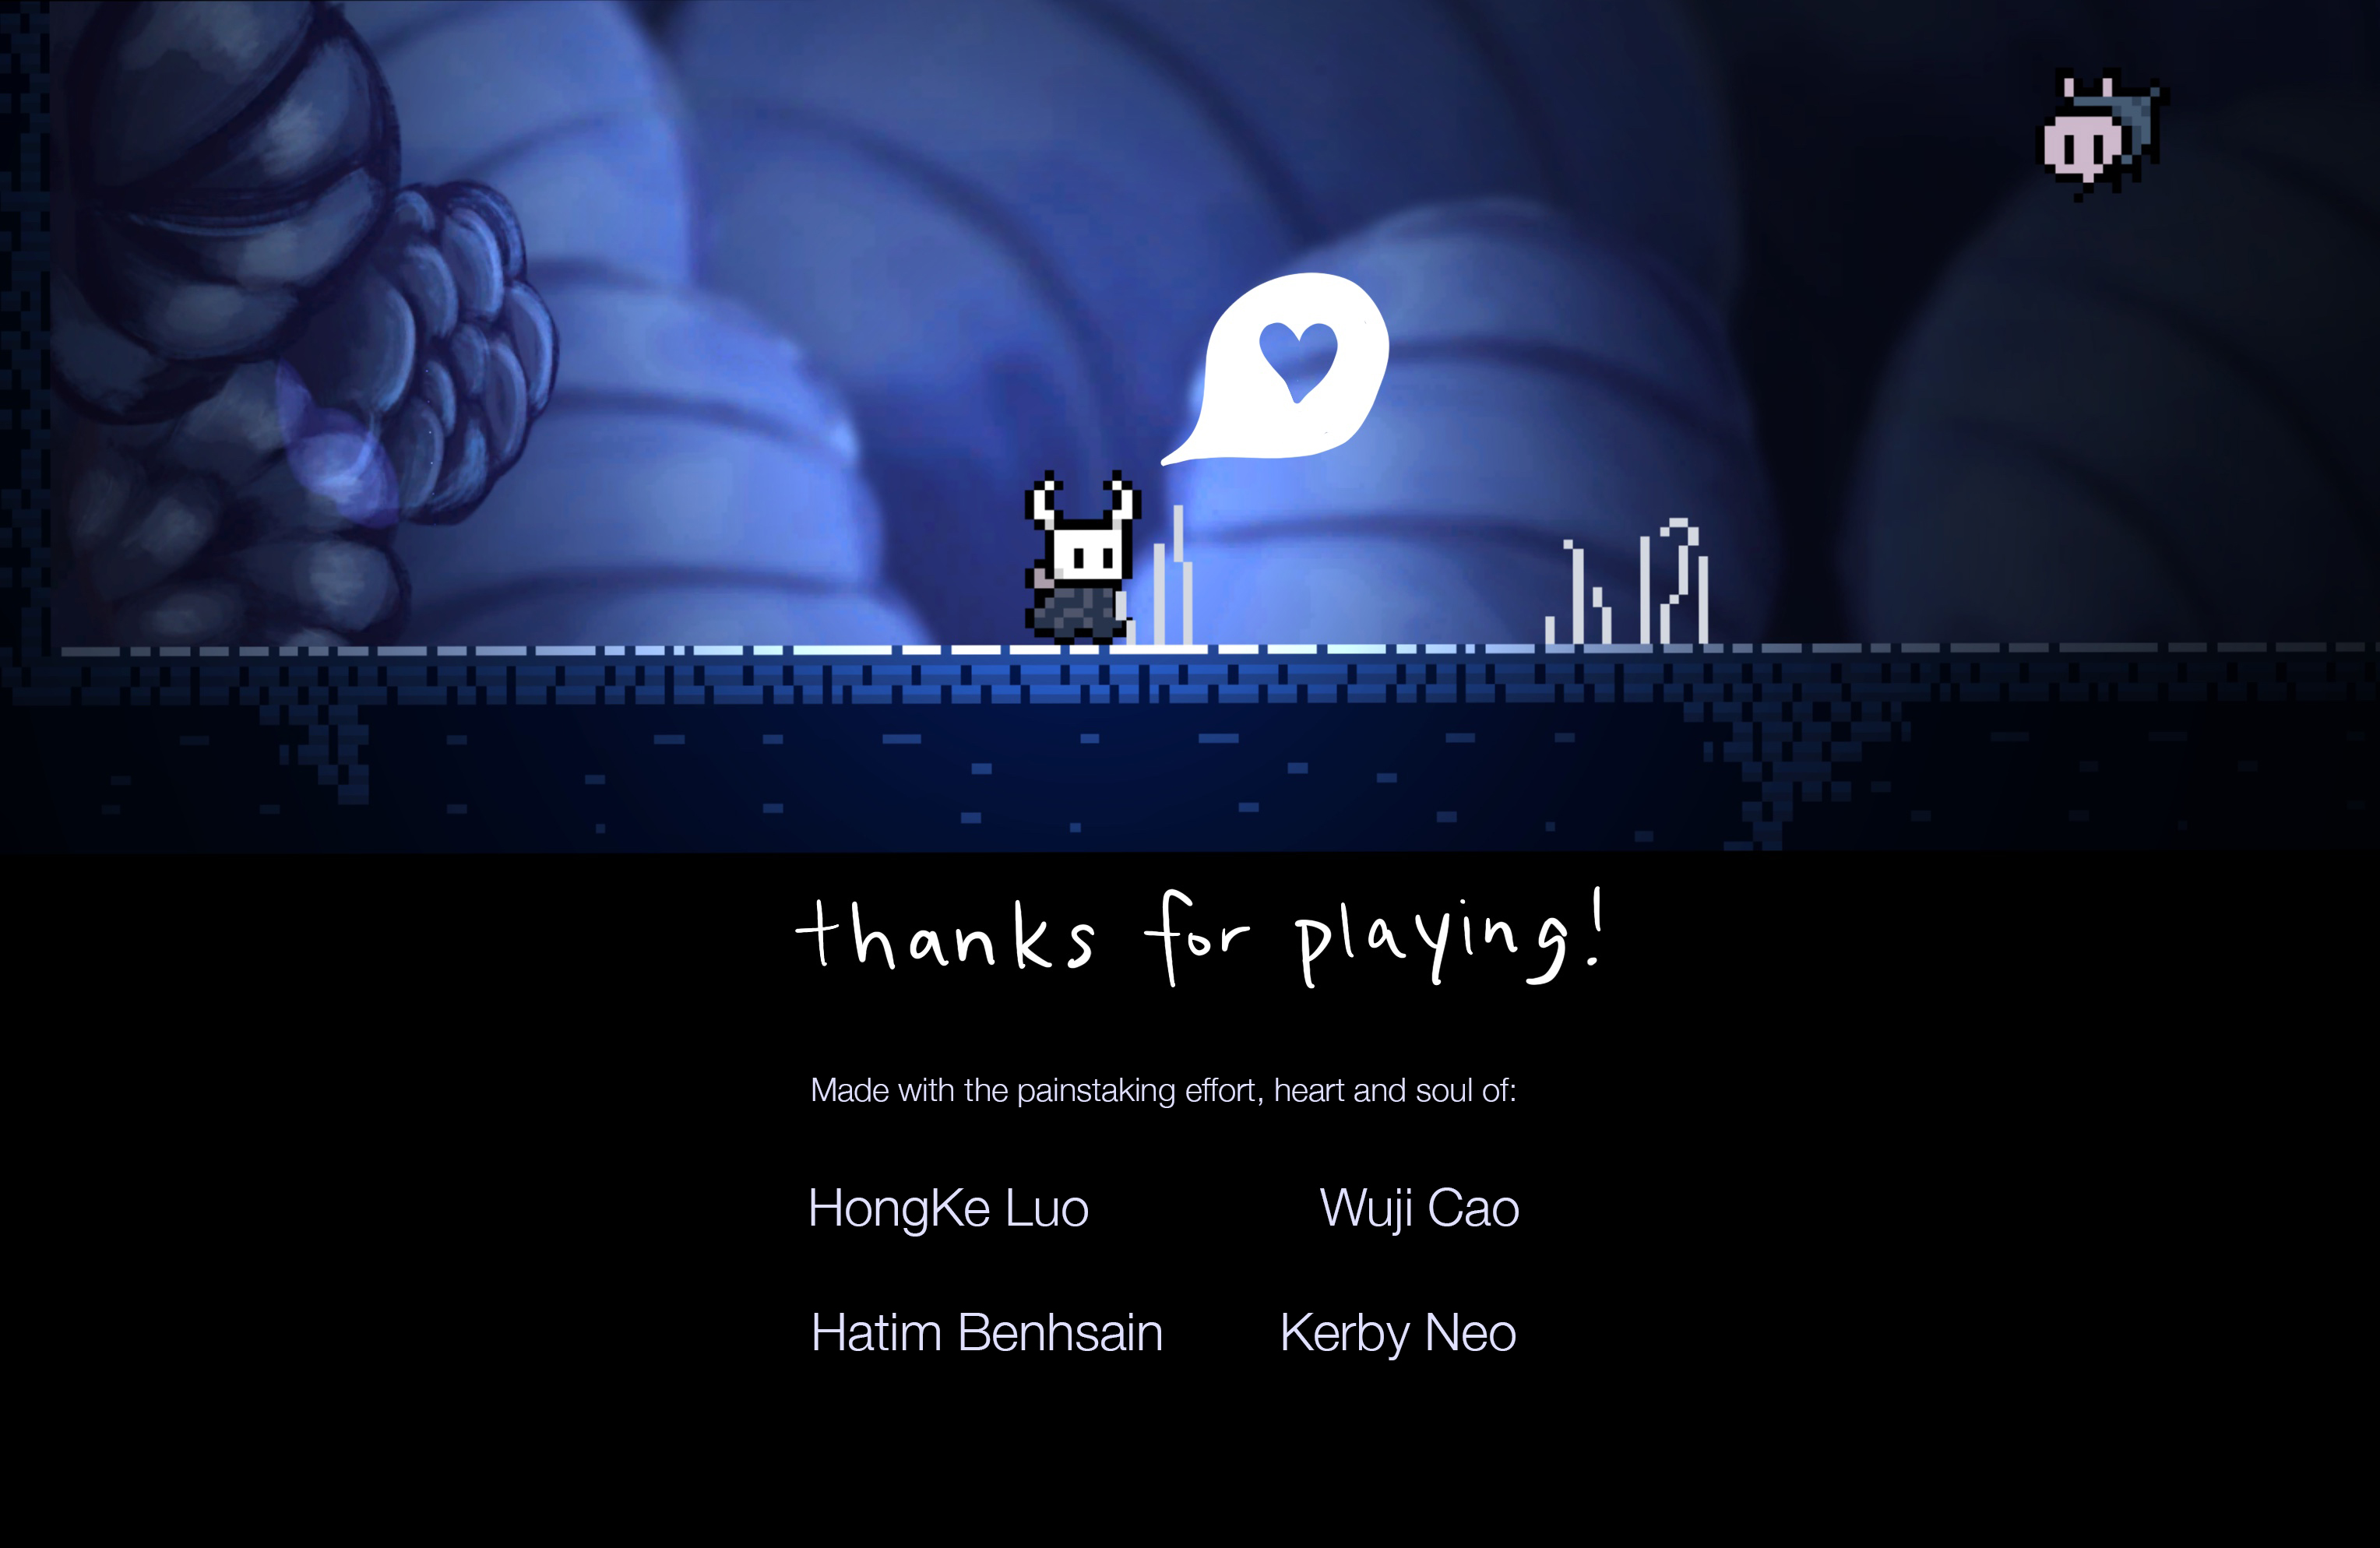 thanks for playing!
Made with the painstaking effort, heart and soul of:
HongKe Luo Wuji Cao
Hatim Benhsain Kerby Neo